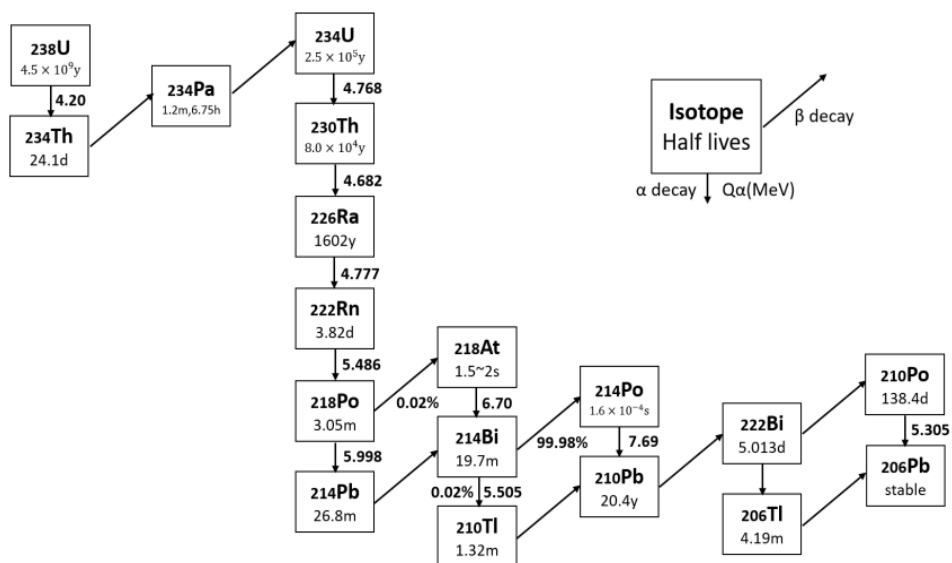 238U
4.5 × 10⁹y
4.20
234Th
24.1d
234Pa
1.2m,6.75h
234U
2.5 × 10⁵y
4.768
230Th
8.0 × 10⁴y
4.682
226Ra
1602y
4.777
222Rn
3.82d
5.486
218Po
3.05m
5.998
214Pb
26.8m
0.02%
218At
1.5~2s
6.70
214Bi
19.7m
0.02% 5.505
210Tl
1.32m
99.98%
214Po
1.6 × 10⁻⁴s
7.69
210Pb
20.4y
222Bi
5.013d
206Tl
4.19m
210Po
138.4d
5.305
206Pb
stable
Isotope
Half lives
β decay
α decay Qα(MeV)